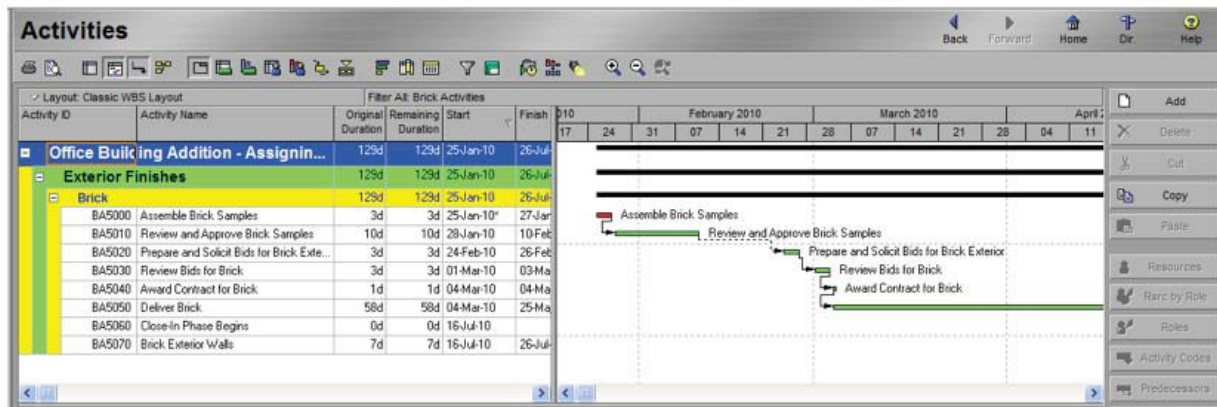 Activities
Back Forward Home Dir. Help
Layout: Classic WBS Layout Filter All: Brick Activities
Activity ID Activity Name Original Duration Remaining Duration Start Finish
010 February 2010 March 2010 April 2
17 24 31 07 14 21 28 07 14 21 28 04 11
Office Building Addition - Assignin... 129d 129d 25-Jan-10 26-Jul-
Exterior Finishes 129d 129d 25-Jan-10 26-Jul-
Brick 129d 129d 25-Jan-10 26-Jul-
BA5000 Assemble Brick Samples 3d 3d 25-Jan-10* 27-Jan Assemble Brick Samples
BA5010 Review and Approve Brick Samples 10d 10d 28-Jan-10 10-Feb Review and Approve Brick Samples
BA5020 Prepare and Solicit Bids for Brick Exte... 3d 3d 24-Feb-10 26-Feb Prepare and Solicit Bids for Brick Exterior
BA5030 Review Bids for Brick 3d 3d 01-Mar-10 03-Ma Review Bids for Brick
BA5040 Award Contract for Brick 1d 1d 04-Mar-10 04-Ma Award Contract for Brick
BA5050 Deliver Brick 58d 58d 04-Mar-10 25-Ma
BA5060 Close-In Phase Begins 0d 0d 16-Jul-10
BA5070 Brick Exterior Walls 7d 7d 16-Jul-10 26-Jul-
Add
Delete
Cut
Copy
Paste
Resources
Rsrc by Role
Roles
Activity Codes
Predecessors